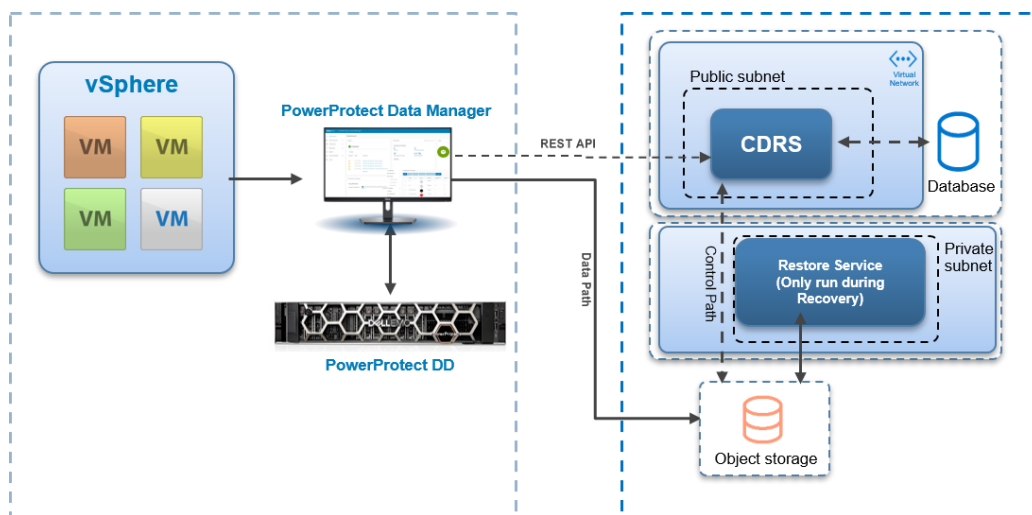 vSphere
VM
VM
VM
VM
PowerProtect Data Manager
DELLEMC
PowerProtect DD
REST API
Data Path
Public subnet
Virtual
Network
CDRS
Database
Control Path
Private
subnet
Restore Service
(Only run during
Recovery)
Object storage